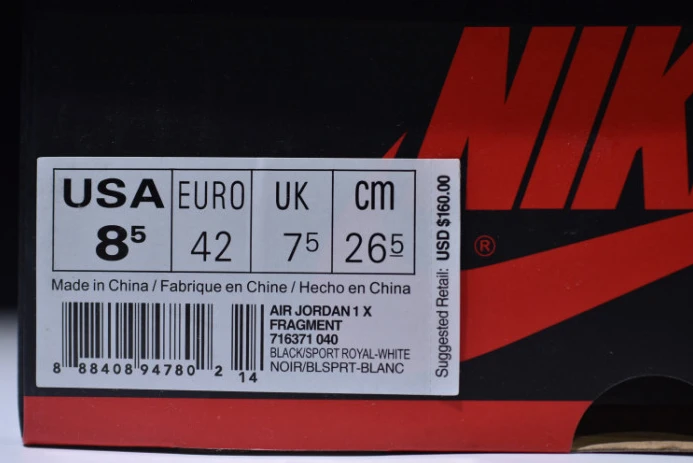 NIK
®
USA EURO UK cm
8⁵ 42 7⁵ 26⁵
Made in China / Fabrique en Chine / Hecho en China
AIR JORDAN 1 X
FRAGMENT
716371 040
BLACK/SPORT ROYAL-WHITE
NOIR/BLSPRT-BLANC
8 88408 94780 2 14
Suggested Retail: USD $160.00